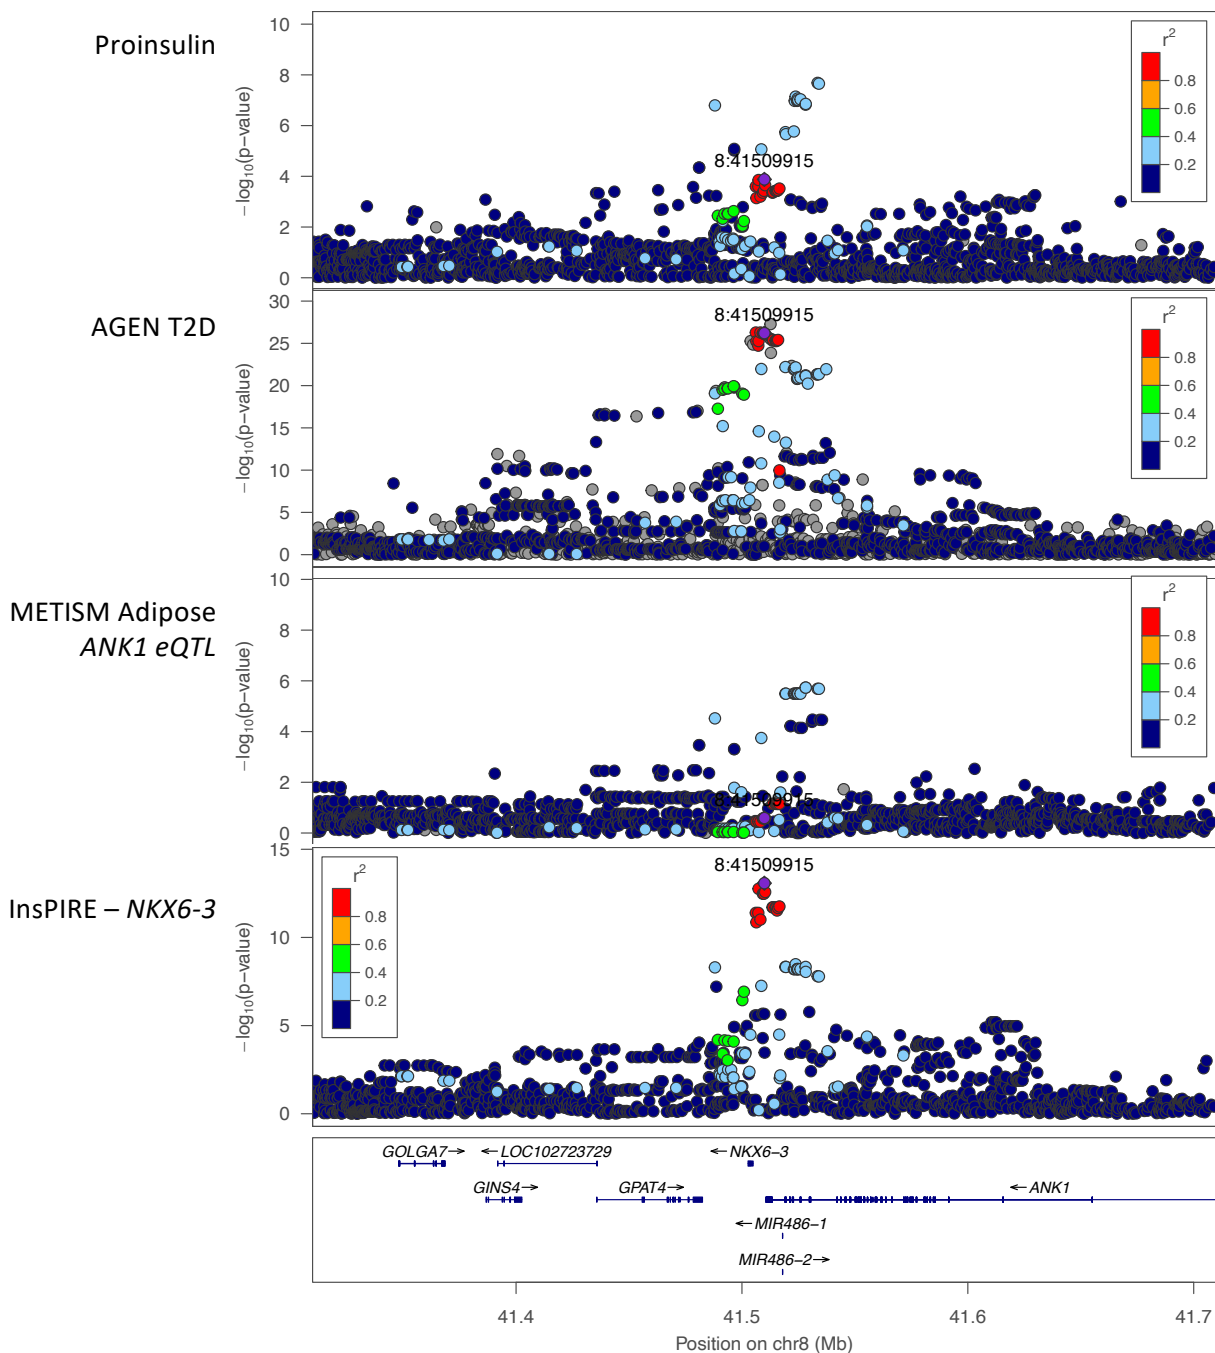 Proinsulin
10
8
6
4
2
0
−log10(p−value)
8:41509915
r2
0.8
0.6
0.4
0.2
AGEN T2D
30
25
20
15
10
5
0
−log10(p−value)
8:41509915
r2
0.8
0.6
0.4
0.2
METISM Adipose
ANK1 eQTL
10
8
6
4
2
0
−log10(p−value)
8:41509915
r2
0.8
0.6
0.4
0.2
InsPIRE – NKX6-3
15
10
5
0
−log10(p−value)
8:41509915
r2
0.8
0.6
0.4
0.2
GOLGA7→ ←LOC102723729 ←NKX6−3
GINS4→ GPAT4→ ←ANK1
←MIR486−1
MIR486−2→
41.4 41.5 41.6 41.7
Position on chr8 (Mb)